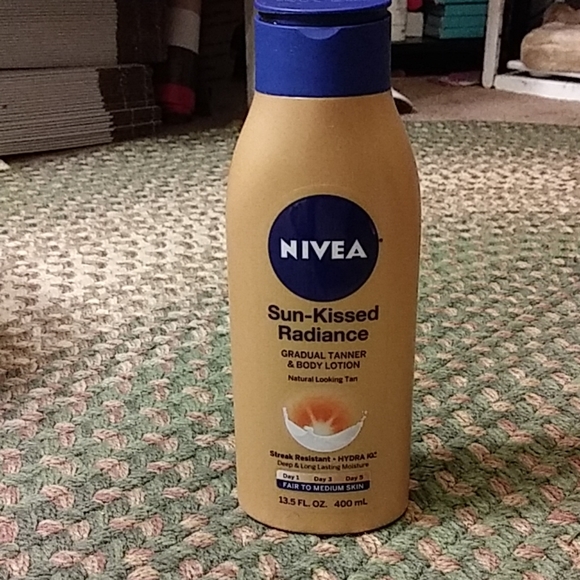 NIVEA
Sun-Kissed
Radiance
GRADUAL TANNER
& BODY LOTION
Natural Looking Tan
Streak Resistant • HYDRA IQ
Deep & Long Lasting Moisture
Day 1 Day 3 Day 5
FAIR TO MEDIUM SKIN
13.5 FL. OZ. 400 mL